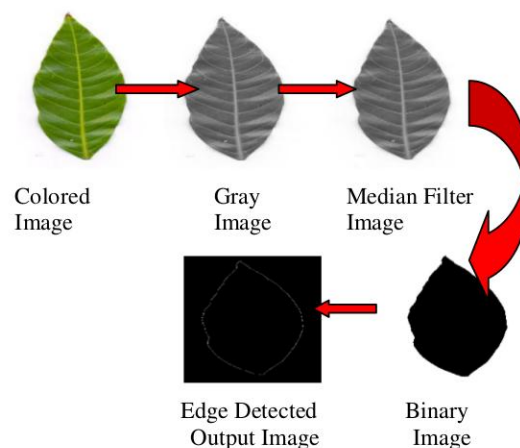 Colored
Image
Gray
Image
Median Filter
Image
Edge Detected
Output Image
Binary
Image